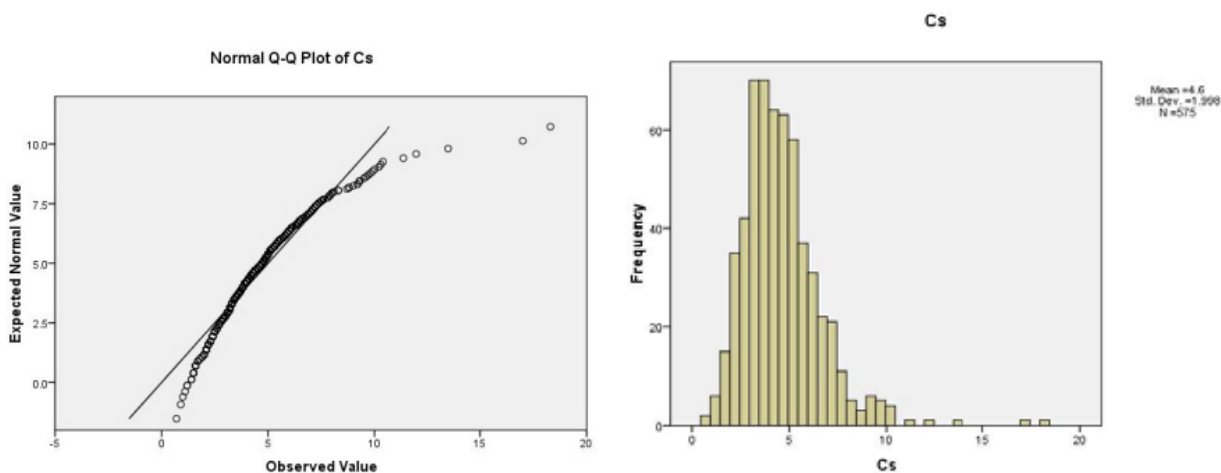 Normal Q-Q Plot of Cs
Expected Normal Value
10.0
7.5
5.0
2.5
0.0
-5
0
5
10
15
20
Observed Value
Cs
Mean =4.6
Std. Dev. =1.998
N =575
Frequency
60
40
20
0
0
5
10
15
20
Cs